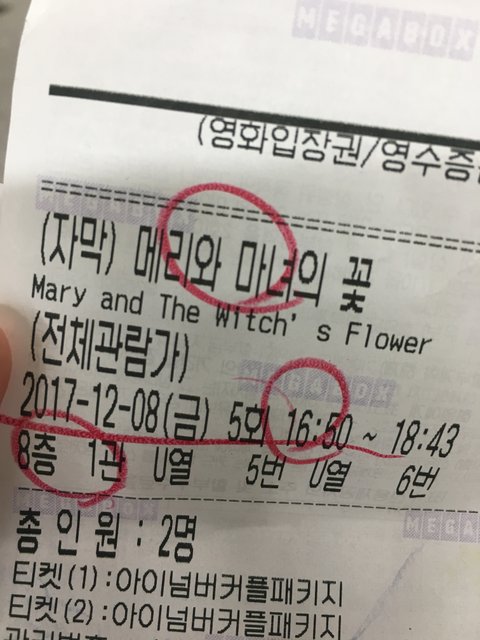 MEGABOX
(영화입장권/영수증
(자막) 메리와 마녀의 꽃
Mary and The Witch's Flower
(전체관람가)
2017-12-08(금) 5회 16:50 ~ 18:43
8층 1관 U열 5번 U열 6번
총 인 원 : 2명
티켓(1):아이넘버커플패키지
티켓(2):아이넘버커플패키지